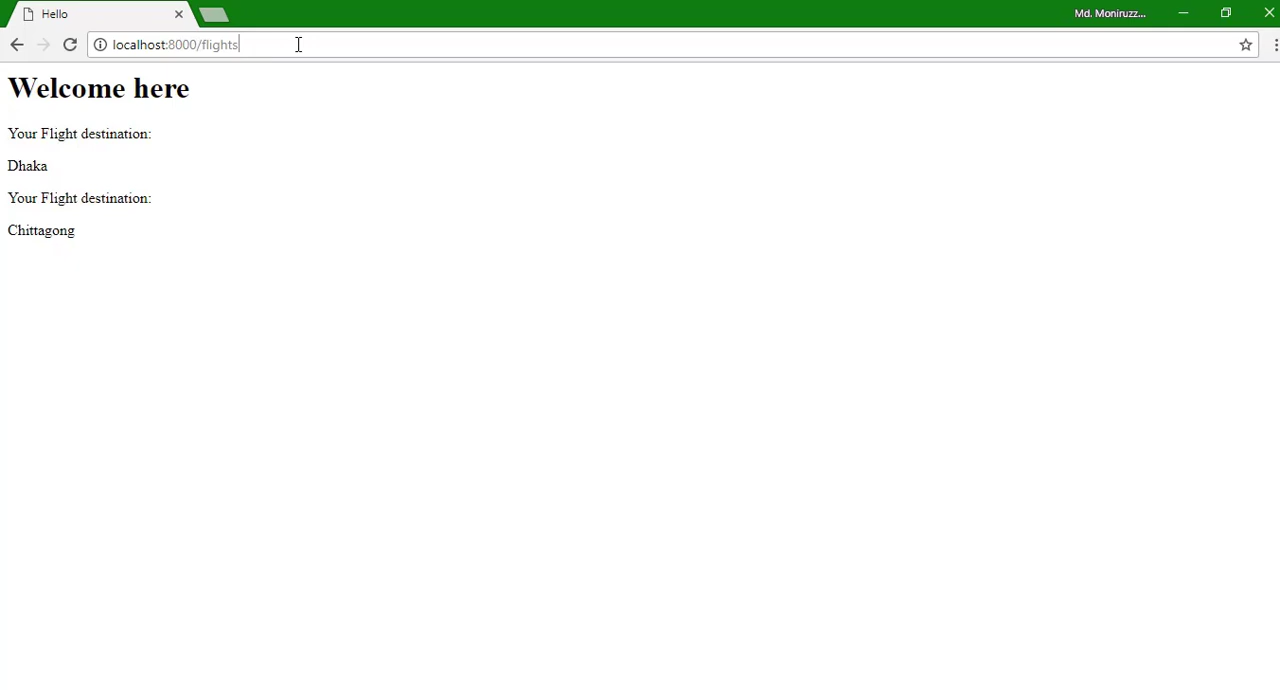 Hello
Md. Moniruzz...
localhost:8000/flights
Welcome here
Your Flight destination:
Dhaka
Your Flight destination:
Chittagong